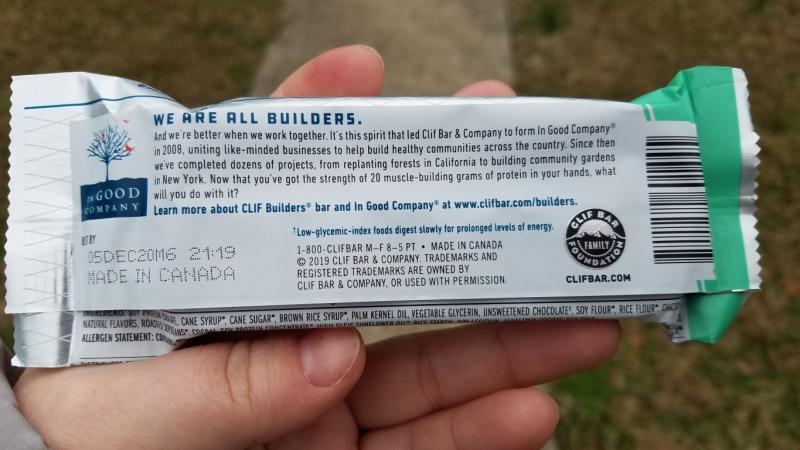 WE ARE ALL BUILDERS.
And we're better when we work together. It's this spirit that led Clif Bar & Company to form In Good Company®
in 2008, uniting like-minded businesses to help build healthy communities across the country. Since then
we've completed dozens of projects, from replanting forests in California to building community gardens
in New York. Now that you've got the strength of 20 muscle-building grams of protein in your hands, what
will you do with it?
Learn more about CLIF Builders® bar and In Good Company® at www.clifbar.com/builders.
IN GOOD
COMPANY
†Low-glycemic-index foods digest slowly for prolonged levels of energy.
BY
05DEC20M6 21:19
MADE IN CANADA
1-800-CLIFBAR M–F 8–5 PT • MADE IN CANADA
© 2019 CLIF BAR & COMPANY. TRADEMARKS AND
REGISTERED TRADEMARKS ARE OWNED BY
CLIF BAR & COMPANY, OR USED WITH PERMISSION.
CLIF BAR
FAMILY
FOUNDATION
CLIFBAR.COM
INGREDIENTS: SOY PROTEIN CANE SYRUP*, CANE SUGAR*, BROWN RICE SYRUP*, PALM KERNEL OIL, VEGETABLE GLYCERIN, UNSWEETENED CHOCOLATE‡, SOY FLOUR*, RICE FLOUR*,
NATURAL FLAVORS, ROASTED
ALLERGEN STATEMENT: